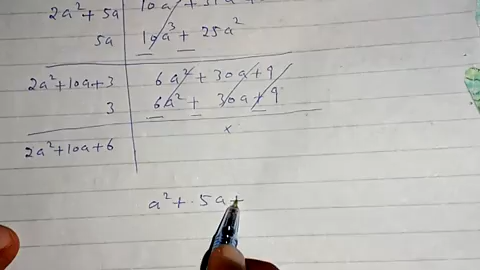 2a² + 5a
5a 10a³ + 25a²
2a² + 10a + 3 6a² + 30a + 9
3 6a² + 30a + 9
2a² + 10a + 6 x
a² + 5a +